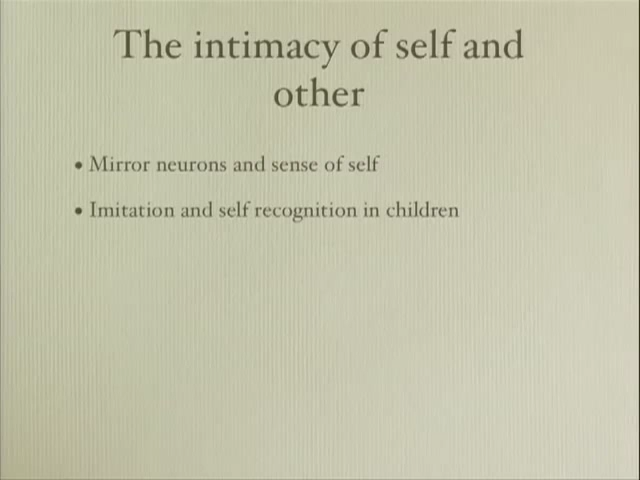 The intimacy of self and
other
• Mirror neurons and sense of self
• Imitation and self recognition in children